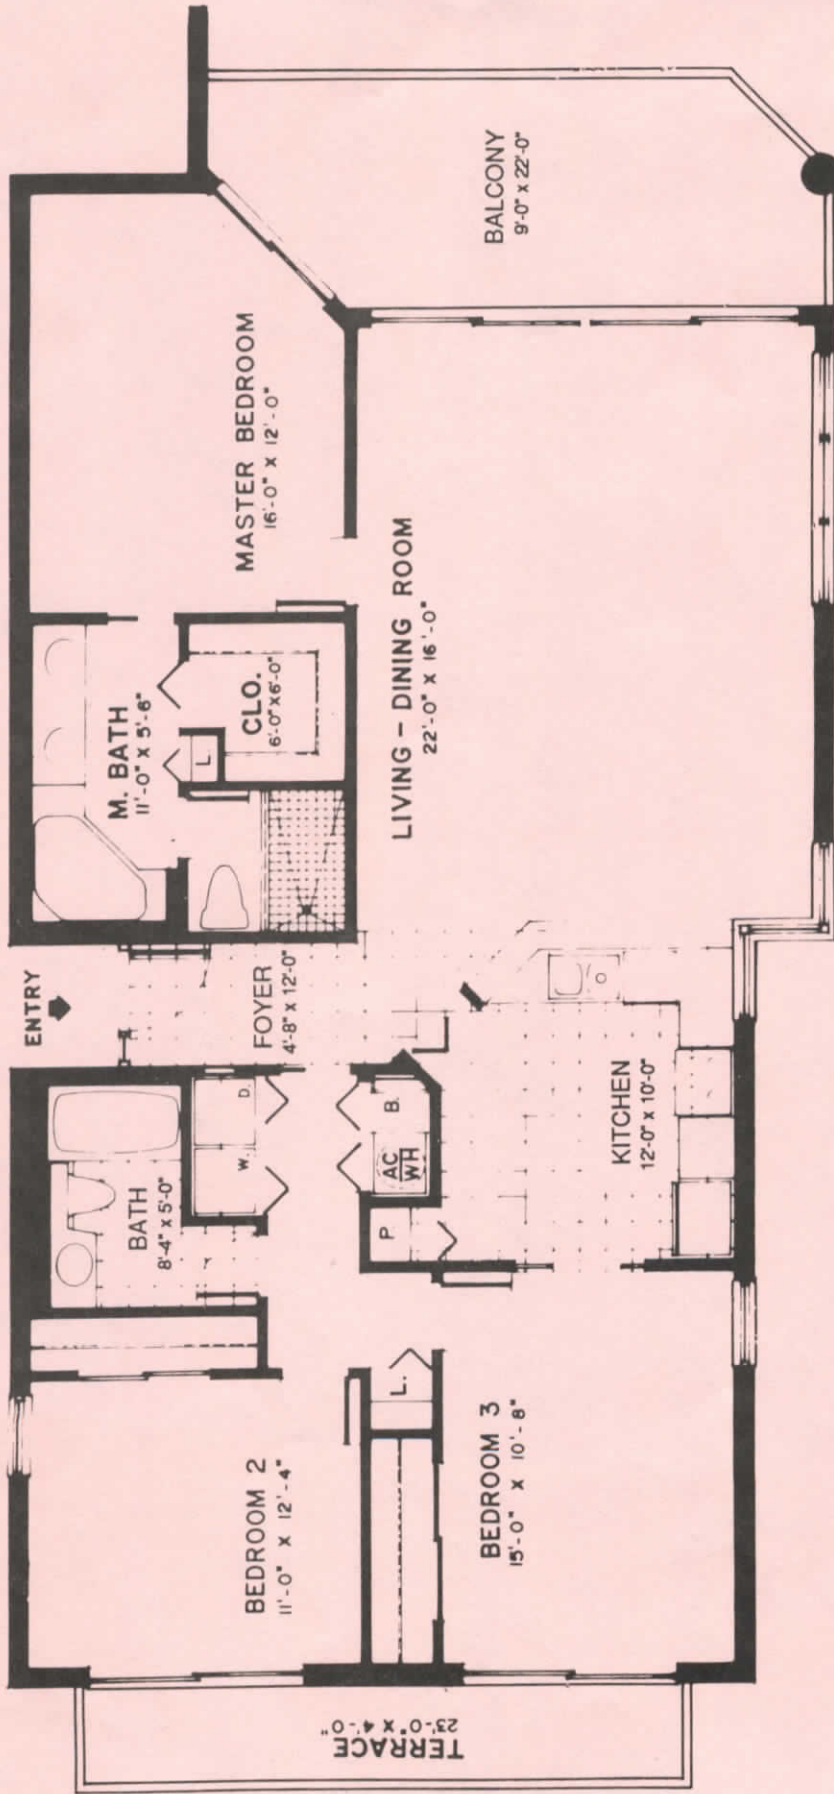 BALCONY
9'-0" x 22'-0"
MASTER BEDROOM
16'-0" X 12'-0"
LIVING – DINING ROOM
22'-0" X 16'-0"
M. BATH
11'-0" X 5'-6"
CLO.
6'-0" X 6'-0"
L.
ENTRY
FOYER
4'-8" x 12'-0"
KITCHEN
12'-0" x 10'-0"
D.
W.
B.
AC
WH
P.
BATH
8'-4" x 5'-0"
L.
BEDROOM 2
11'-0" X 12'-4"
BEDROOM 3
15'-0" X 10'-8"
TERRACE
23'-0" X 4'-0"